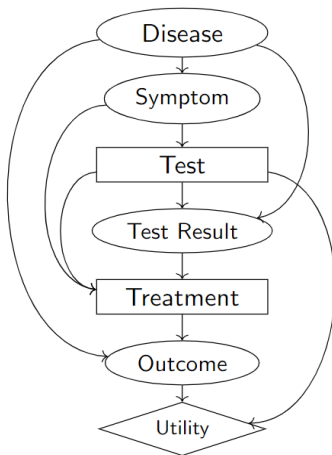 Disease
Symptom
Test
Test Result
Treatment
Outcome
Utility